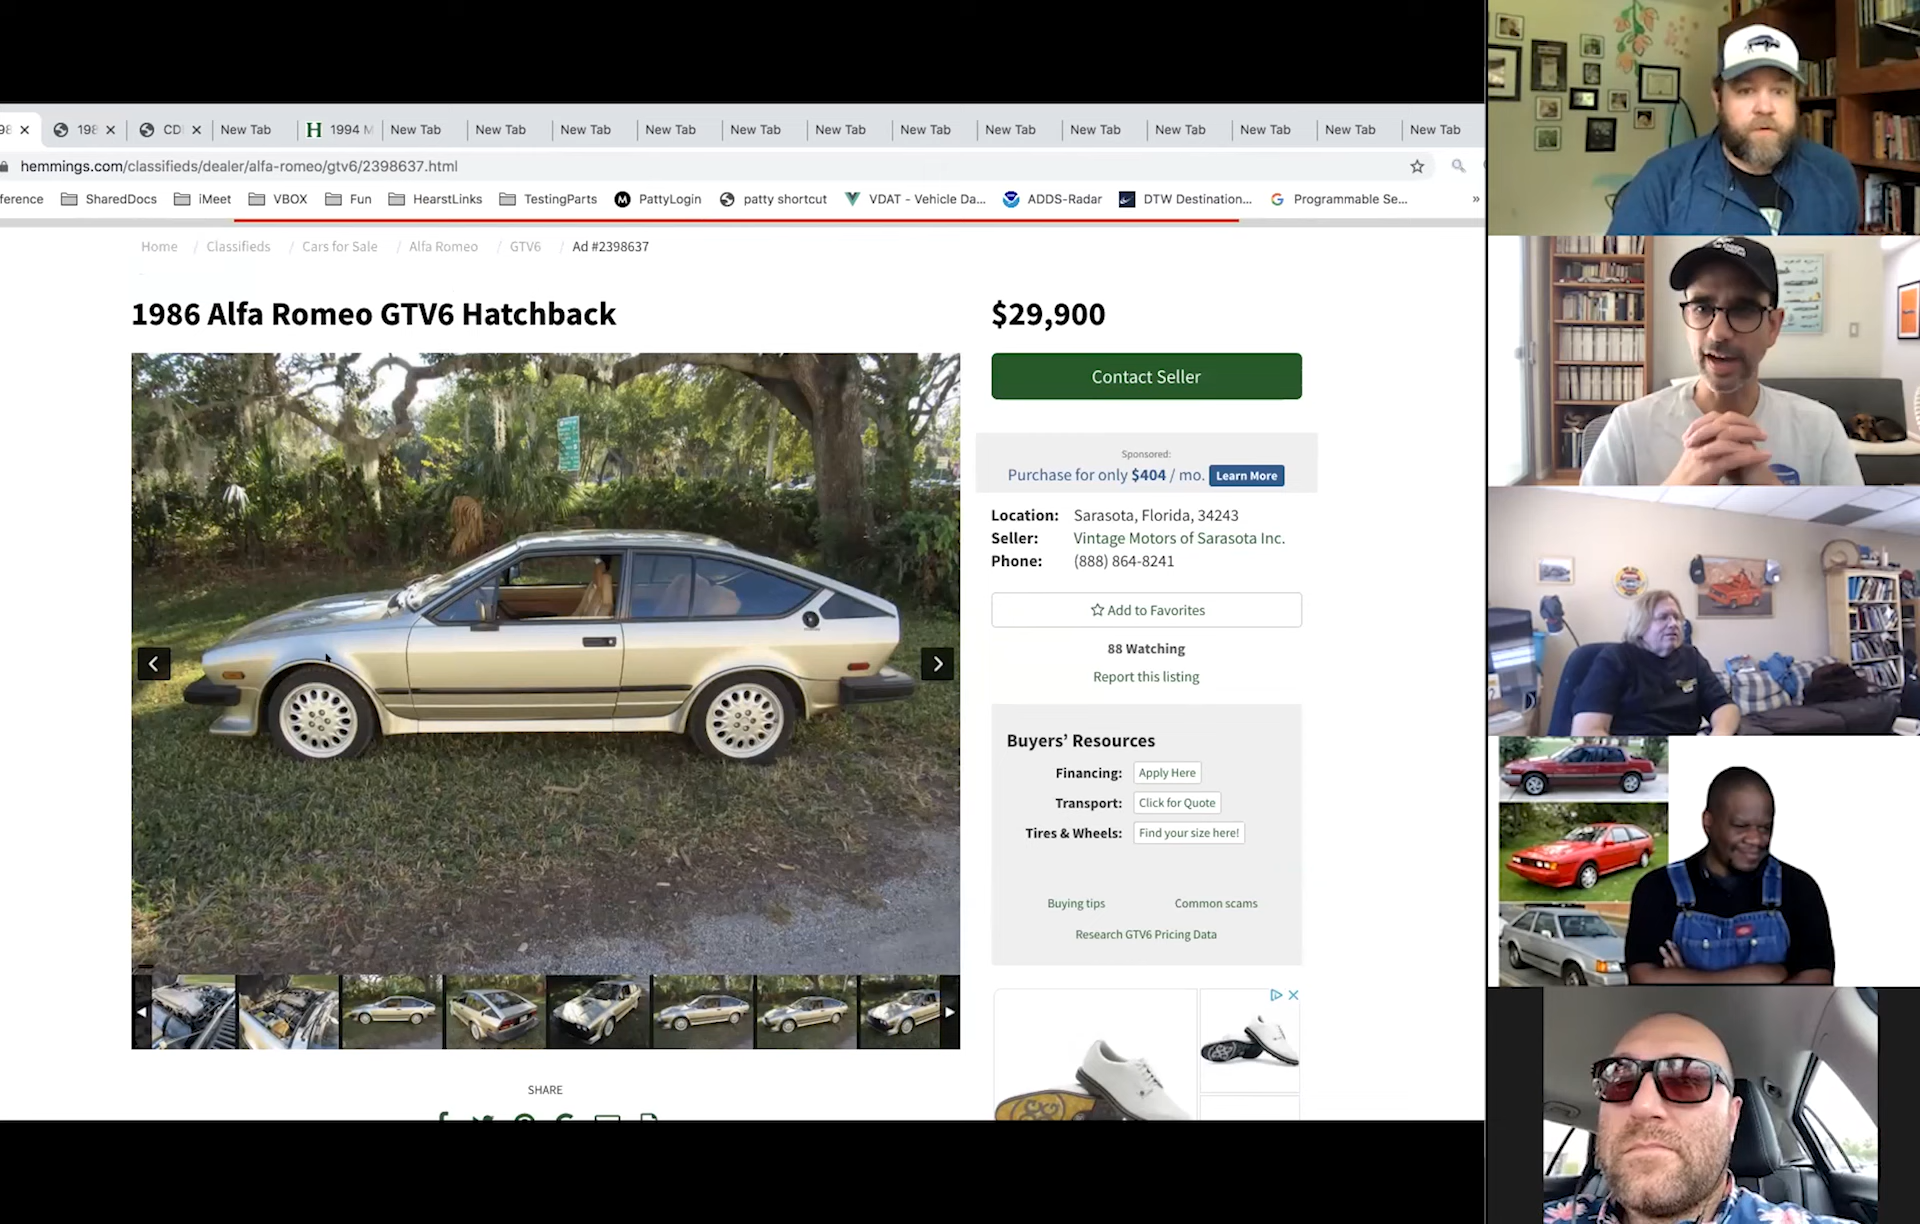 98
198
CD
New Tab
1994 M
New Tab
New Tab
New Tab
New Tab
New Tab
New Tab
New Tab
New Tab
New Tab
New Tab
New Tab
New Tab
New Tab
hemmings.com/classifieds/dealer/alfa-romeo/gtv6/2398637.html
ference
SharedDocs
iMeet
VBOX
Fun
HearstLinks
TestingParts
PattyLogin
patty shortcut
VDAT - Vehicle Da...
ADDS-Radar
DTW Destination...
Programmable Se...
»
Home / Classifieds / Cars for Sale / Alfa Romeo / GTV6 / Ad #2398637
1986 Alfa Romeo GTV6 Hatchback
$29,900
Contact Seller
Sponsored:
Purchase for only $404 / mo. Learn More
Location: Sarasota, Florida, 34243
Seller: Vintage Motors of Sarasota Inc.
Phone: (888) 864-8241
Add to Favorites
88 Watching
Report this listing
Buyers’ Resources
Financing: Apply Here
Transport: Click for Quote
Tires & Wheels: Find your size here!
Buying tips
Common scams
Research GTV6 Pricing Data
SHARE